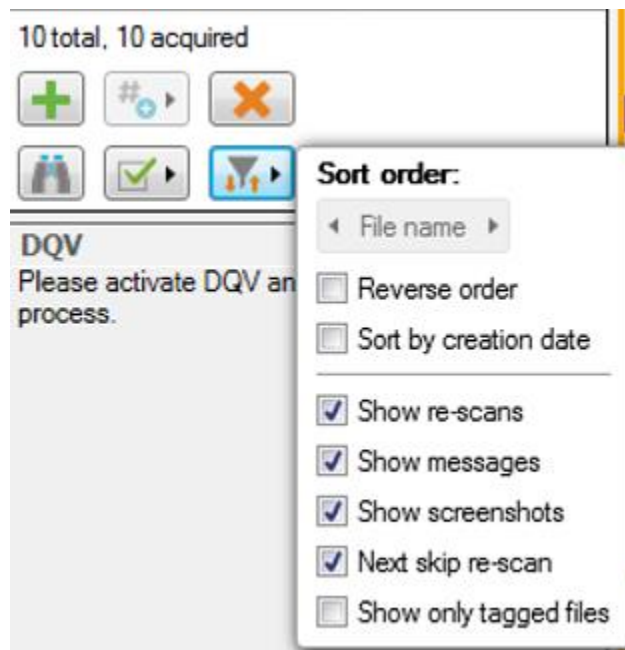 10 total, 10 acquired
#
Sort order:
File name
Reverse order
Sort by creation date
Show re-scans
Show messages
Show screenshots
Next skip re-scan
Show only tagged files
DQV
Please activate DQV an
process.